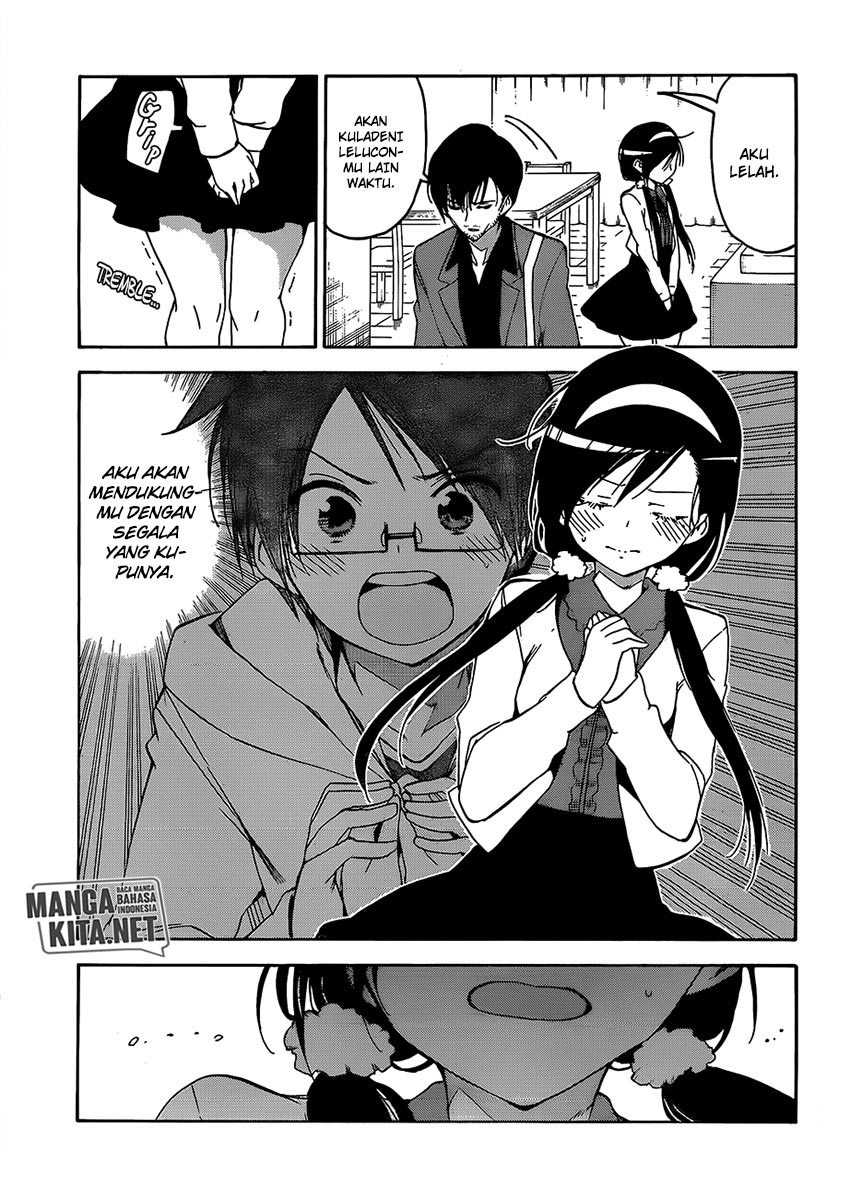 AKU
LELAH.
AKAN
KULADENI
LELUCON-
MU LAIN
WAKTU.
Grip
TREMBLE...
AKU AKAN
MENDUKUNG-
MU DENGAN
SEGALA
YANG KU-
PUNYA.
MANGA
KITA.NET
BACA MANGA
BAHASA
INDONESIA